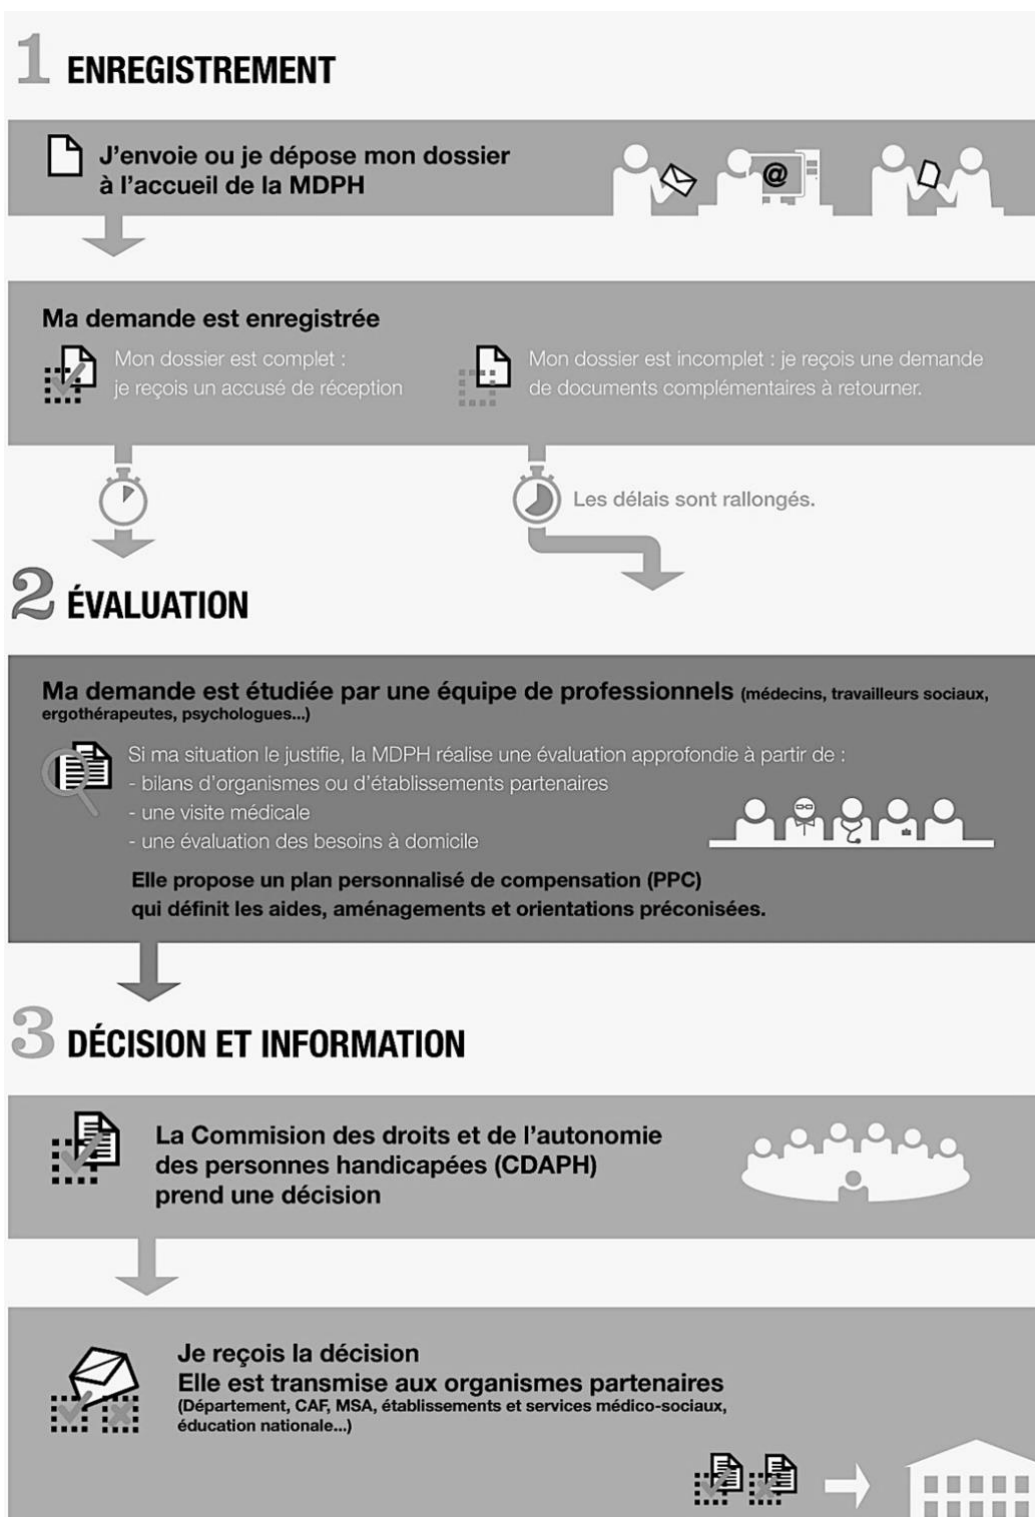 1 ENREGISTREMENT
J'envoie ou je dépose mon dossier
à l'accueil de la MDPH
@
Ma demande est enregistrée
Mon dossier est complet :
je reçois un accusé de réception
Mon dossier est incomplet : je reçois une demande
de documents complémentaires à retourner.
Les délais sont rallongés.
2 ÉVALUATION
Ma demande est étudiée par une équipe de professionnels (médecins, travailleurs sociaux,
ergothérapeutes, psychologues...)
Si ma situation le justifie, la MDPH réalise une évaluation approfondie à partir de :
- bilans d'organismes ou d'établissements partenaires
- une visite médicale
- une évaluation des besoins à domicile
Elle propose un plan personnalisé de compensation (PPC)
qui définit les aides, aménagements et orientations préconisées.
3 DÉCISION ET INFORMATION
La Commision des droits et de l'autonomie
des personnes handicapées (CDAPH)
prend une décision
Je reçois la décision
Elle est transmise aux organismes partenaires
(Département, CAF, MSA, établissements et services médico-sociaux,
éducation nationale...)